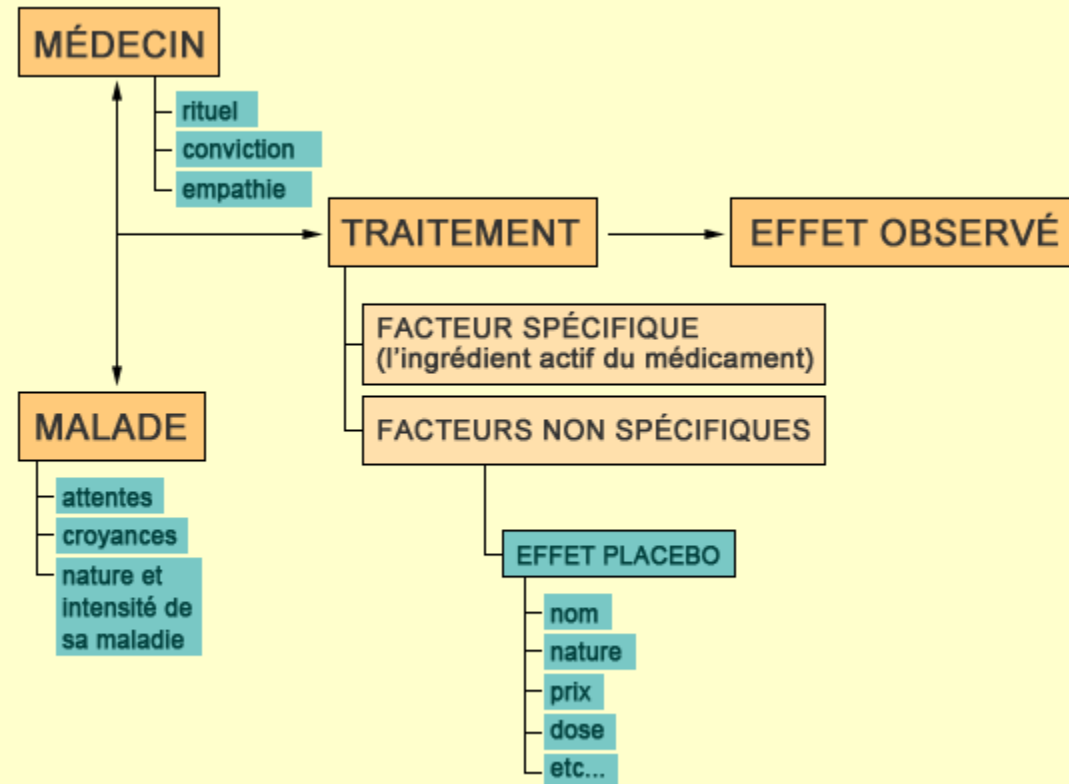 MÉDECIN
rituel
conviction
empathie
TRAITEMENT
EFFET OBSERVÉ
FACTEUR SPÉCIFIQUE
(l'ingrédient actif du médicament)
FACTEURS NON SPÉCIFIQUES
MALADE
attentes
croyances
nature et
intensité de
sa maladie
EFFET PLACEBO
nom
nature
prix
dose
etc...